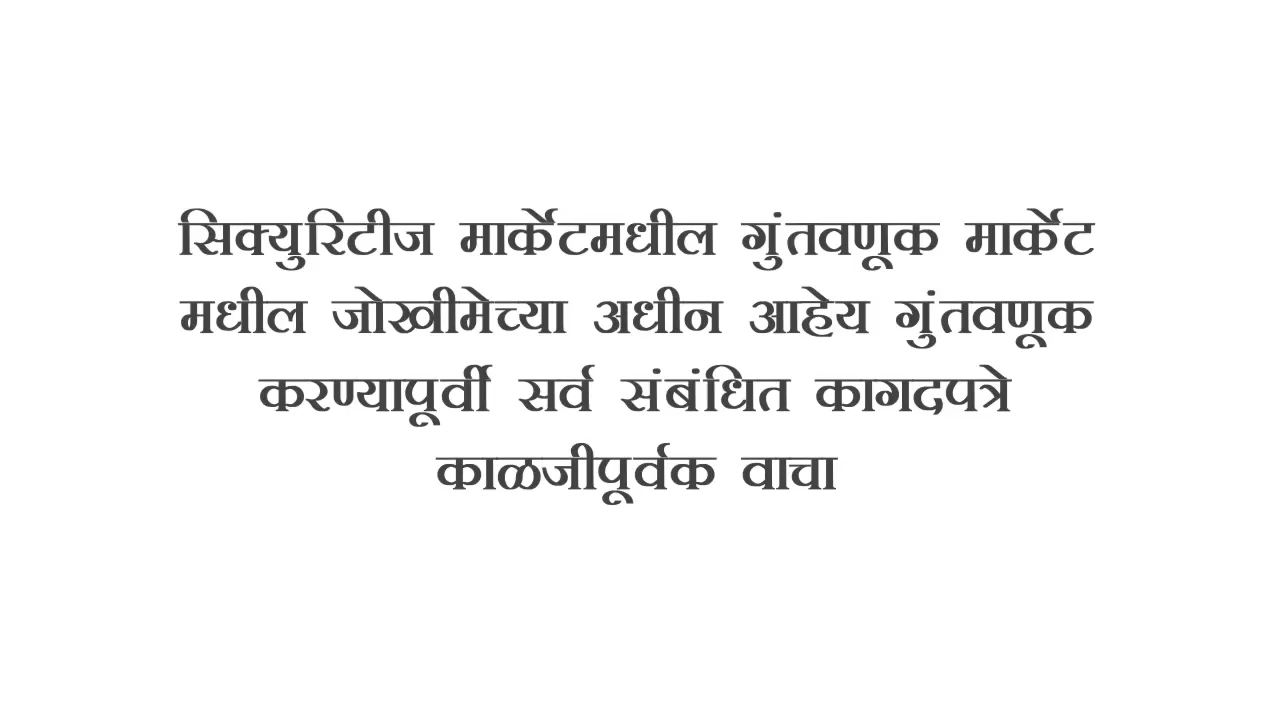 सिक्युरिटीज मार्केटमधील गुंतवणूक मार्केट
मधील जोखीमेच्या अधीन आहेय गुंतवणूक
करण्यापूर्वी सर्व संबंधित कागदपत्रे
काळजीपूर्वक वाचा